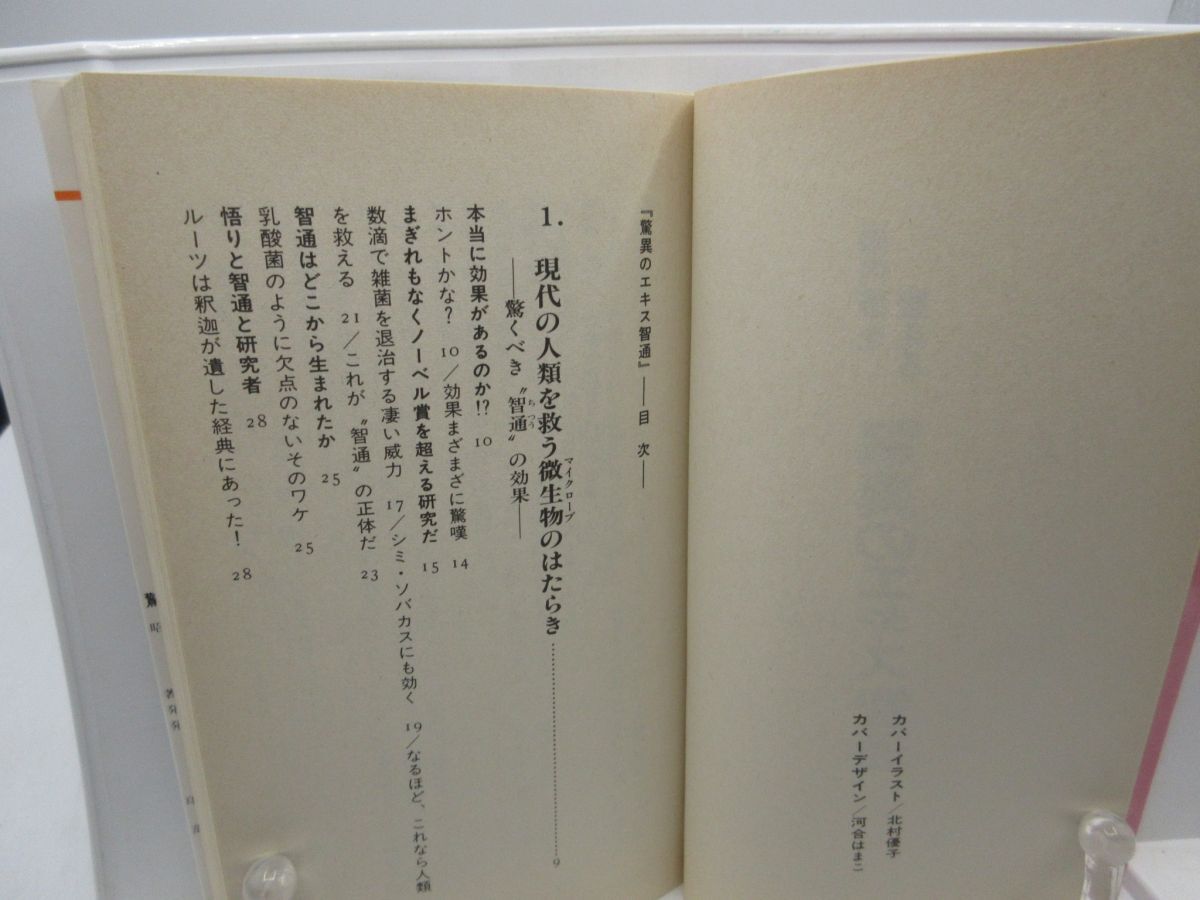 カバーイラスト/北村優子
カバーデザイン/河合はまこ
『驚異のエキス智通』──目 次──
1. 現代の人類を救う微生物のはたらき……………………9
マイクローブ
──驚くべき〝智通〟の効果──
ちつう
本当に効果があるのか!? 10
ホントかな? 10/効果まざまざに驚嘆 14
まぎれもなくノーベル賞を超える研究だ 15
数滴で雑菌を退治する凄い威力 17/シミ・ソバカスにも効く 19/なるほど、これなら人類
を救える 21/これが〝智通〟の正体だ 23
智通はどこから生まれたか 25
乳酸菌のように欠点のないそのワケ 25
悟りと智通と研究者 28
ルーツは釈迦が遺した経典にあった! 28